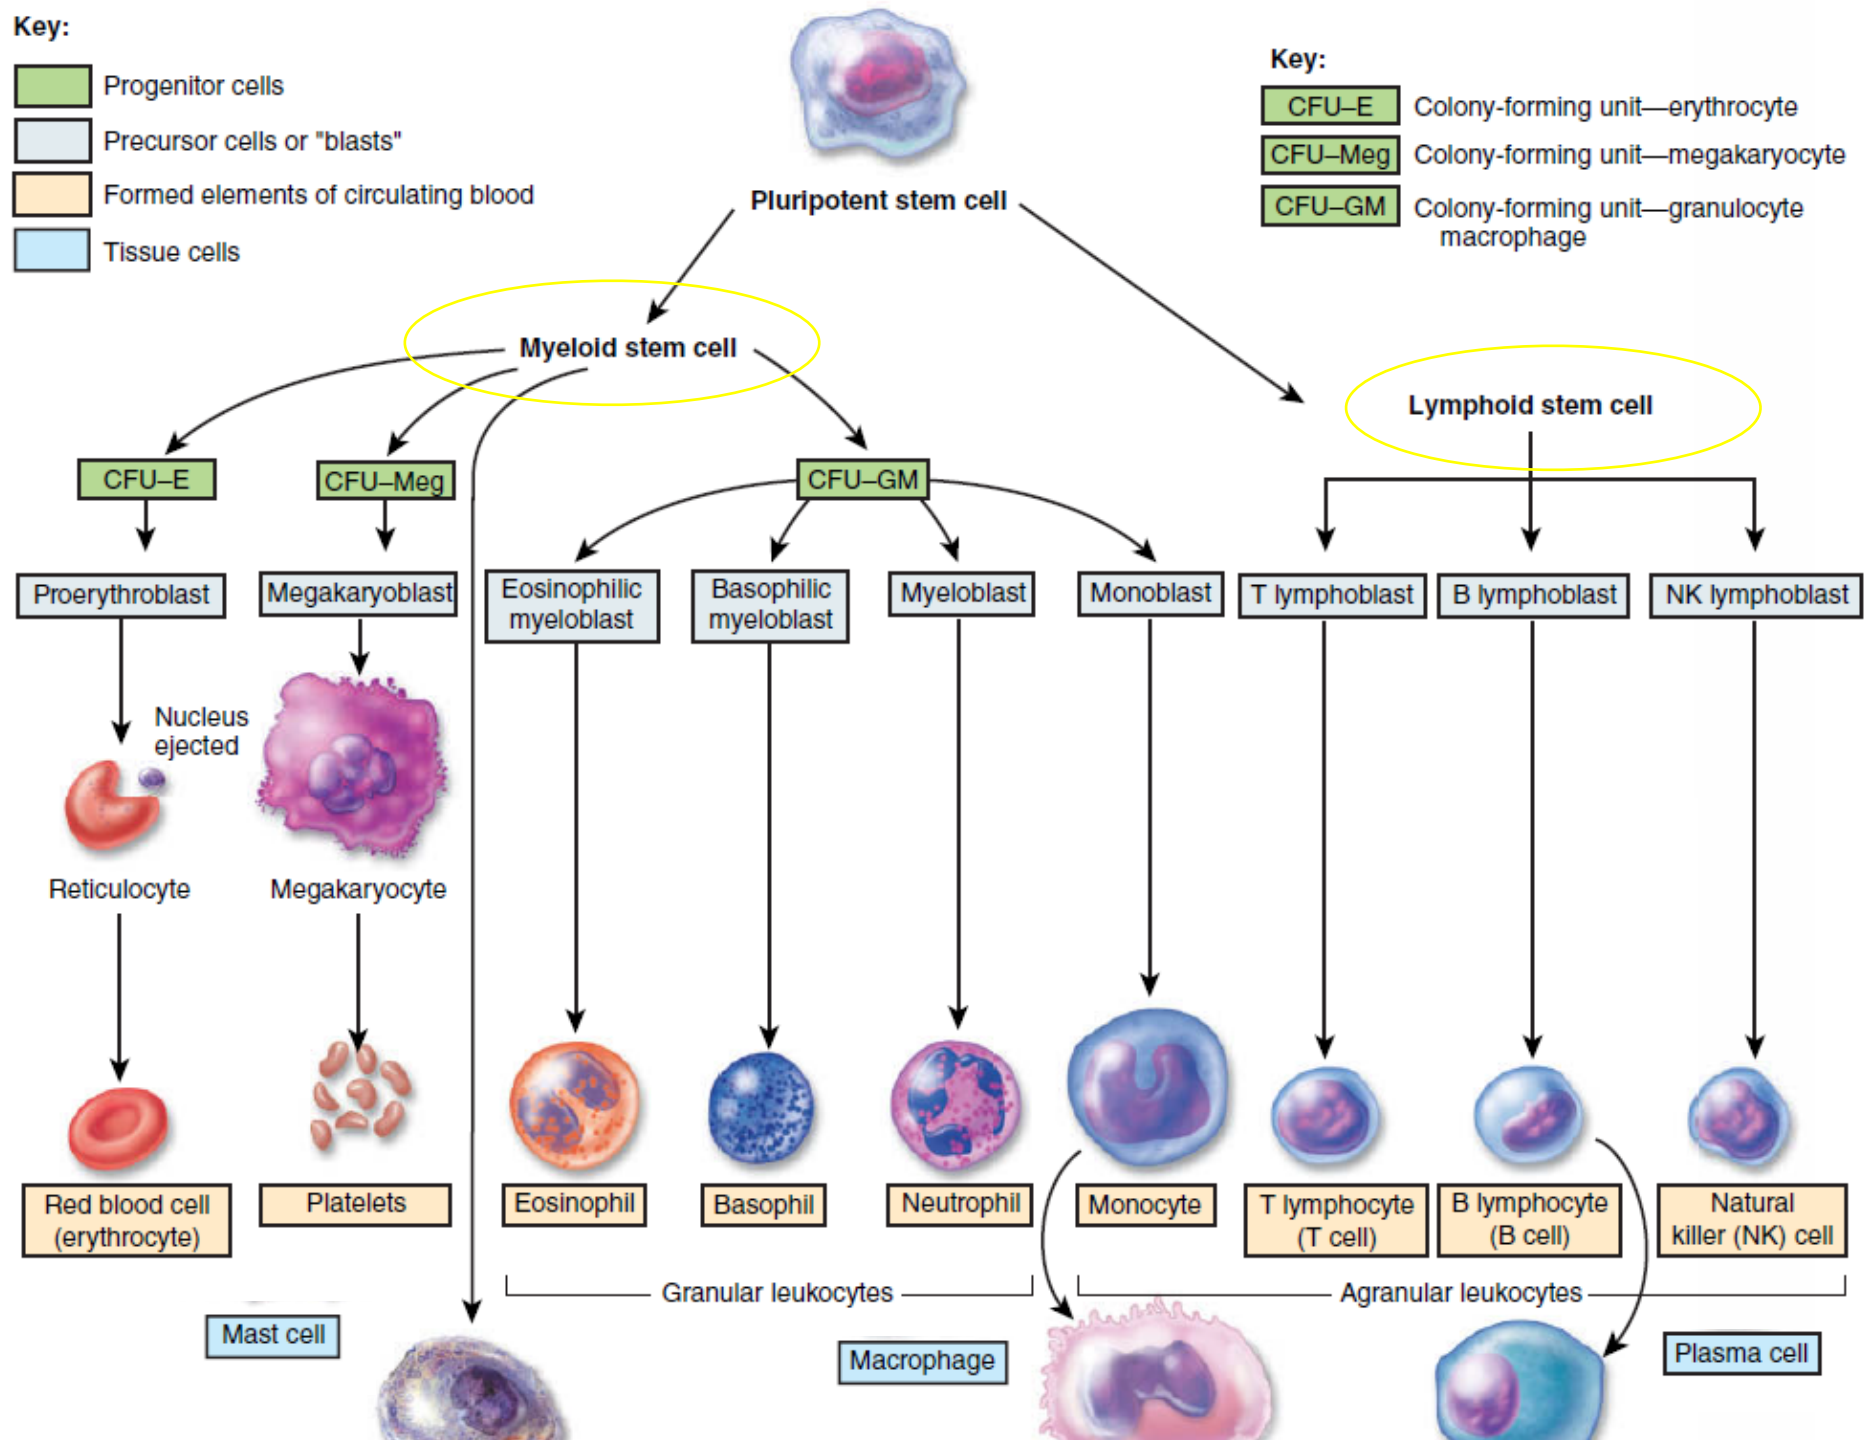 Key:
Progenitor cells
Precursor cells or "blasts"
Formed elements of circulating blood
Tissue cells
Key:
CFU–E Colony-forming unit—erythrocyte
CFU–Meg Colony-forming unit—megakaryocyte
CFU–GM Colony-forming unit—granulocyte
macrophage
Pluripotent stem cell
Myeloid stem cell
Lymphoid stem cell
CFU–E
CFU–Meg
CFU–GM
Proerythroblast
Megakaryoblast
Eosinophilic
myeloblast
Basophilic
myeloblast
Myeloblast
Monoblast
T lymphoblast
B lymphoblast
NK lymphoblast
Nucleus
ejected
Reticulocyte
Megakaryocyte
Red blood cell
(erythrocyte)
Platelets
Eosinophil
Basophil
Neutrophil
Monocyte
T lymphocyte
(T cell)
B lymphocyte
(B cell)
Natural
killer (NK) cell
Granular leukocytes
Agranular leukocytes
Mast cell
Macrophage
Plasma cell